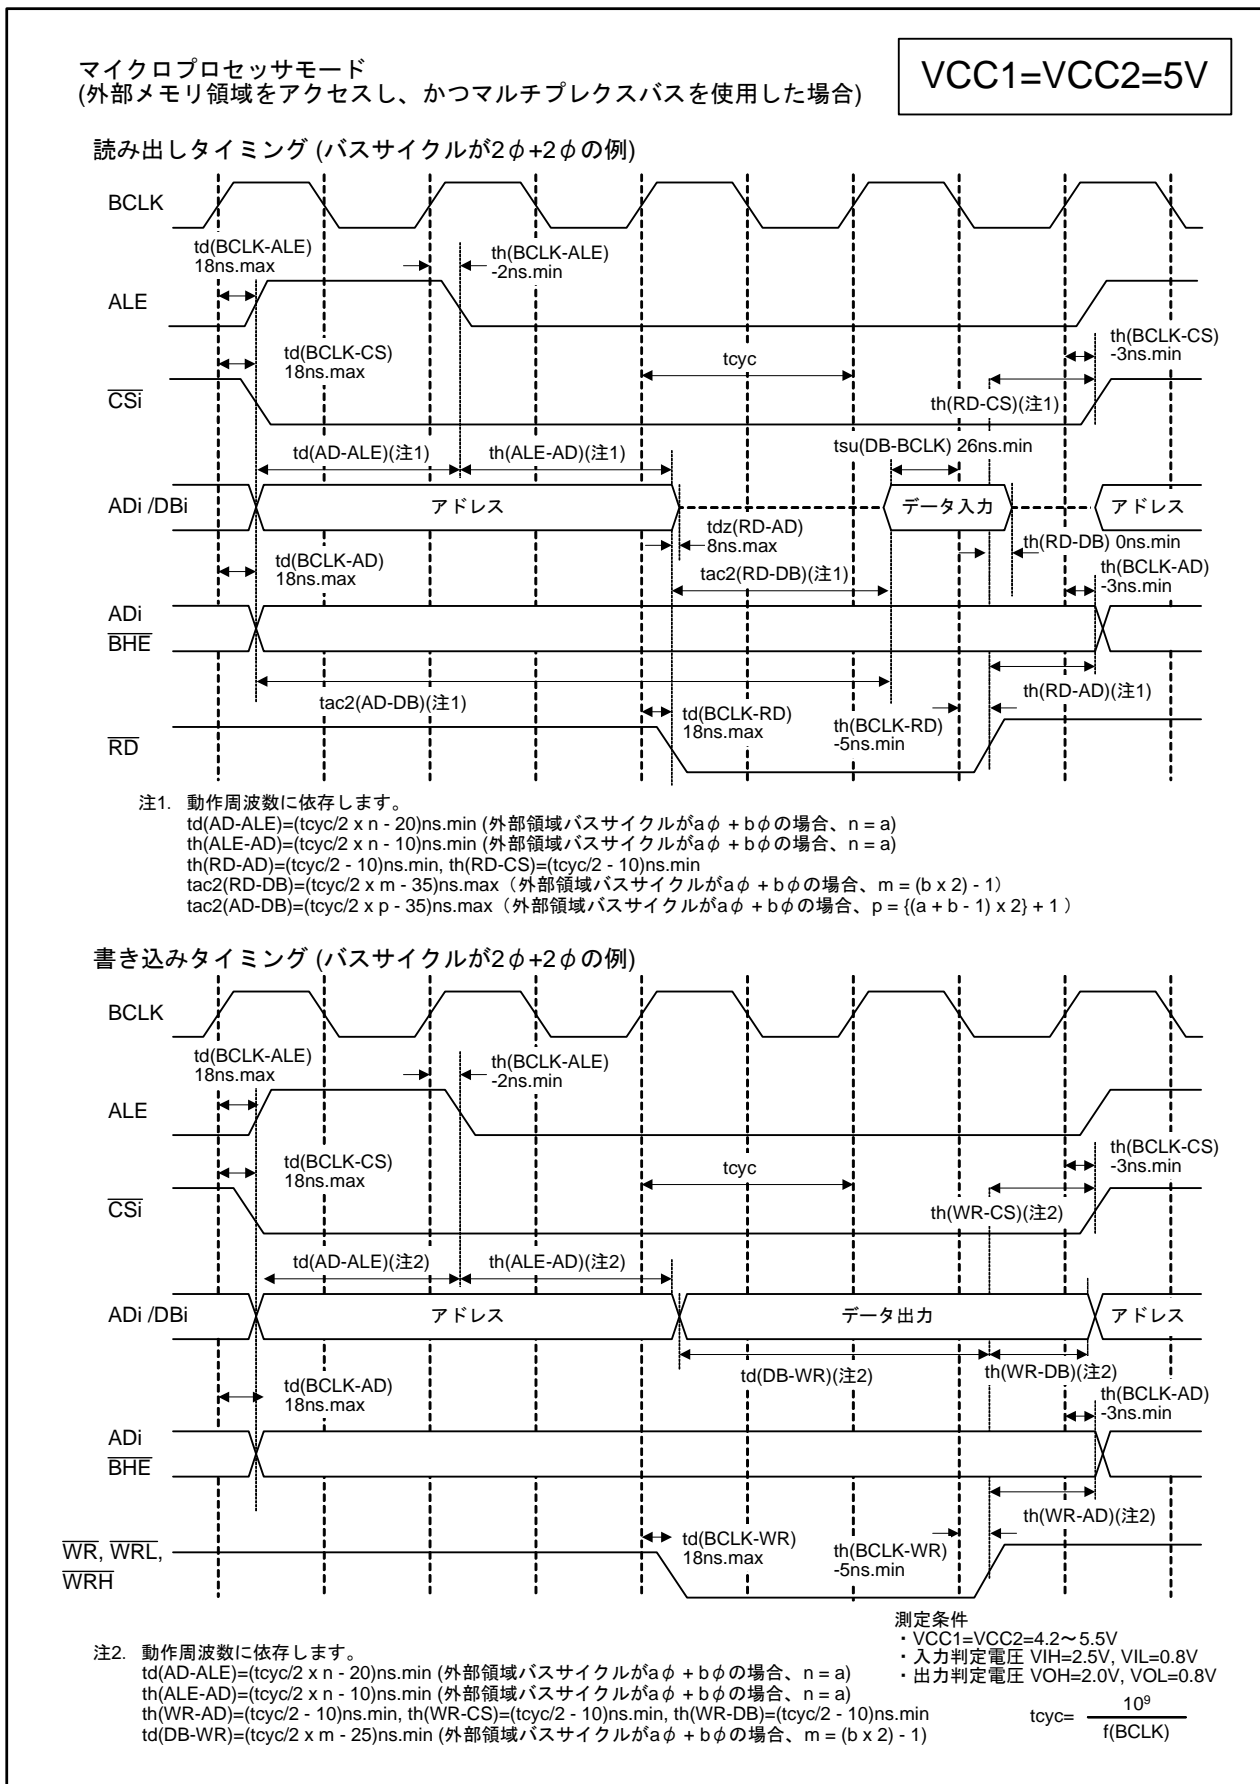 マイクロプロセッサモード
(外部メモリ領域をアクセスし、かつマルチプレクスバスを使用した場合)
VCC1=VCC2=5V
読み出しタイミング (バスサイクルが2φ+2φの例)
BCLK
td(BCLK-ALE)
18ns.max
th(BCLK-ALE)
-2ns.min
ALE
td(BCLK-CS)
18ns.max
tcyc
th(BCLK-CS)
-3ns.min
CSi
th(RD-CS)(注1)
td(AD-ALE)(注1)
th(ALE-AD)(注1)
tsu(DB-BCLK) 26ns.min
ADi /DBi
アドレス
データ入力
アドレス
tdz(RD-AD)
8ns.max
th(RD-DB) 0ns.min
td(BCLK-AD)
18ns.max
tac2(RD-DB)(注1)
th(BCLK-AD)
-3ns.min
ADi
BHE
tac2(AD-DB)(注1)
th(RD-AD)(注1)
td(BCLK-RD)
18ns.max
th(BCLK-RD)
-5ns.min
RD
注1. 動作周波数に依存します。
td(AD-ALE)=(tcyc/2 x n - 20)ns.min (外部領域バスサイクルがaφ + bφの場合、n = a)
th(ALE-AD)=(tcyc/2 x n - 10)ns.min (外部領域バスサイクルがaφ + bφの場合、n = a)
th(RD-AD)=(tcyc/2 - 10)ns.min, th(RD-CS)=(tcyc/2 - 10)ns.min
tac2(RD-DB)=(tcyc/2 x m - 35)ns.max (外部領域バスサイクルがaφ + bφの場合、m = (b x 2) - 1)
tac2(AD-DB)=(tcyc/2 x p - 35)ns.max (外部領域バスサイクルがaφ + bφの場合、p = {(a + b - 1) x 2} + 1 )
書き込みタイミング (バスサイクルが2φ+2φの例)
BCLK
td(BCLK-ALE)
18ns.max
th(BCLK-ALE)
-2ns.min
ALE
td(BCLK-CS)
18ns.max
tcyc
th(BCLK-CS)
-3ns.min
CSi
th(WR-CS)(注2)
td(AD-ALE)(注2)
th(ALE-AD)(注2)
ADi /DBi
アドレス
データ出力
アドレス
td(DB-WR)(注2)
th(WR-DB)(注2)
td(BCLK-AD)
18ns.max
th(BCLK-AD)
-3ns.min
ADi
BHE
th(WR-AD)(注2)
td(BCLK-WR)
18ns.max
th(BCLK-WR)
-5ns.min
WR, WRL,
WRH
測定条件
・VCC1=VCC2=4.2～5.5V
・入力判定電圧 VIH=2.5V, VIL=0.8V
・出力判定電圧 VOH=2.0V, VOL=0.8V
注2. 動作周波数に依存します。
td(AD-ALE)=(tcyc/2 x n - 20)ns.min (外部領域バスサイクルがaφ + bφの場合、n = a)
th(ALE-AD)=(tcyc/2 x n - 10)ns.min (外部領域バスサイクルがaφ + bφの場合、n = a)
th(WR-AD)=(tcyc/2 - 10)ns.min, th(WR-CS)=(tcyc/2 - 10)ns.min, th(WR-DB)=(tcyc/2 - 10)ns.min
td(DB-WR)=(tcyc/2 x m - 25)ns.min (外部領域バスサイクルがaφ + bφの場合、m = (b x 2) - 1)
tcyc= 10⁹
f(BCLK)